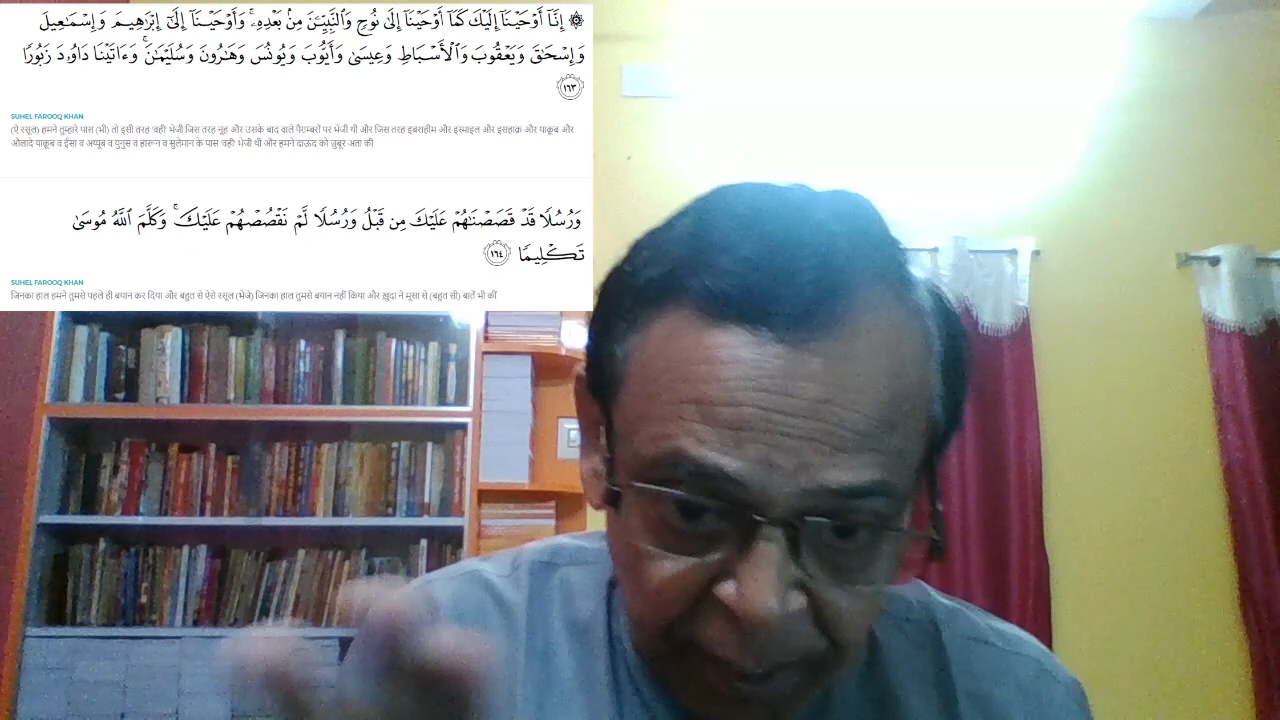 ۞ إِنَّآ أَوْحَيْنَآ إِلَيْكَ كَمَآ أَوْحَيْنَآ إِلَىٰ نُوحٍ وَٱلنَّبِيِّـۧنَ مِنۢ بَعْدِهِۦ ۚ وَأَوْحَيْنَآ إِلَىٰٓ إِبْرَٰهِيمَ وَإِسْمَـٰعِيلَ
وَإِسْحَـٰقَ وَيَعْقُوبَ وَٱلْأَسْبَاطِ وَعِيسَىٰ وَأَيُّوبَ وَيُونُسَ وَهَـٰرُونَ وَسُلَيْمَـٰنَ ۚ وَءَاتَيْنَا دَاوُۥدَ زَبُورًا
١٦٣
SUHEL FAROOQ KHAN
(ऐ रसूल) हमने तुम्हारे पास (भी) तो इसी तरह 'वही' भेजी जिस तरह नूह और उसके बाद वाले पैग़म्बरों पर भेजी थी और जिस तरह इबराहीम और इस्माइल और इसहाक़ और याक़ूब और
औलादे याक़ूब व ईसा व अय्यूब व युनुस व हारून व सुलेमान के पास 'वही' भेजी थी और हमने दाऊद को ज़ुबूर अता की
وَرُسُلًا قَدْ قَصَصْنَـٰهُمْ عَلَيْكَ مِن قَبْلُ وَرُسُلًا لَّمْ نَقْصُصْهُمْ عَلَيْكَ ۚ وَكَلَّمَ ٱللَّهُ مُوسَىٰ
تَكْلِيمًا ١٦٤
SUHEL FAROOQ KHAN
जिनका हाल हमने तुमसे पहले ही बयान कर दिया और बहुत से ऐसे रसूल (भेजे) जिनका हाल तुमसे बयान नहीं किया और ख़ुदा ने मूसा से (बहुत सी) बातें भी कीं